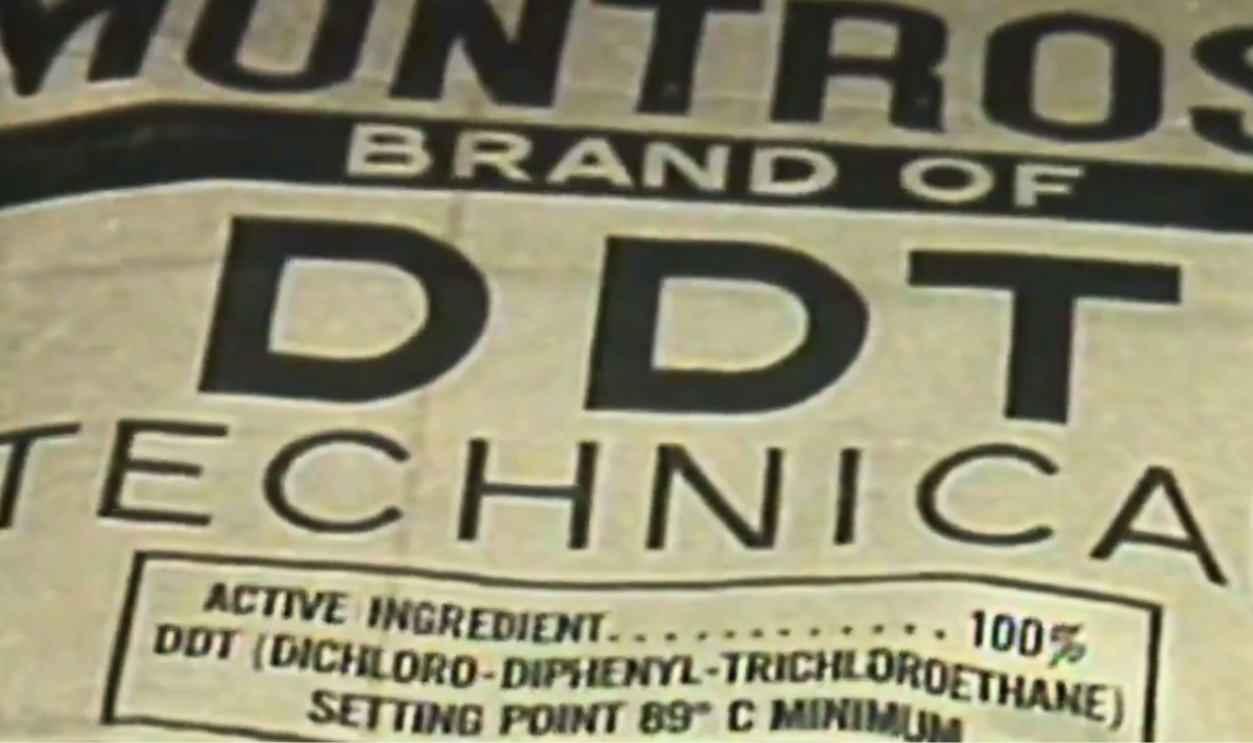 MONTROS
BRAND OF
DDT
TECHNICA
ACTIVE INGREDIENT............100%
DDT (DICHLORO-DIPHENYL-TRICHLOROETHANE)
SETTING POINT 89° C MINIMUM